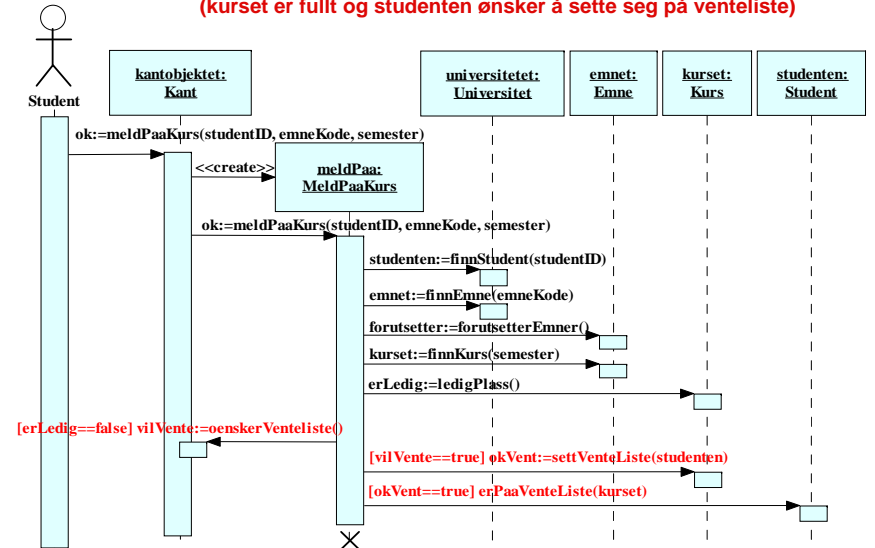 (kurset er fullt og studenten ønsker å sette seg på venteliste)
kantobjektet:
Kant
universitetet:
Universitet
emnet:
Emne
kurset:
Kurs
studenten:
Student
Student
ok:=meldPaaKurs(studentID, emneKode, semester)
<<create>>
meldPaa:
MeldPaaKurs
ok:=meldPaaKurs(studentID, emneKode, semester)
studenten:=finnStudent(studentID)
emnet:=finnEmne(emneKode)
forutsetter:=forutsetterEmner()
kurset:=finnKurs(semester)
erLedig:=ledigPlass()
[erLedig==false] vilVente:=oenskerVenteliste()
[vilVente==true] okVent:=settVenteListe(studenten)
[okVent==true] erPaaVenteListe(kurset)